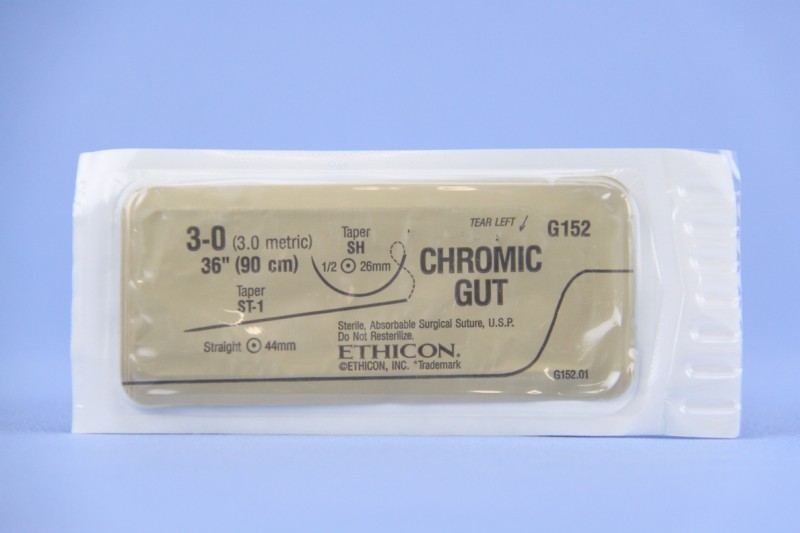 TEAR LEFT
G152
3-0 (3.0 metric)
36" (90 cm)
Taper
SH
1/2 26mm
CHROMIC
GUT
Taper
ST-1
Straight 44mm
Sterile, Absorbable Surgical Suture, U.S.P.
Do Not Resterilize.
ETHICON.
©ETHICON, INC. *Trademark
G152.01